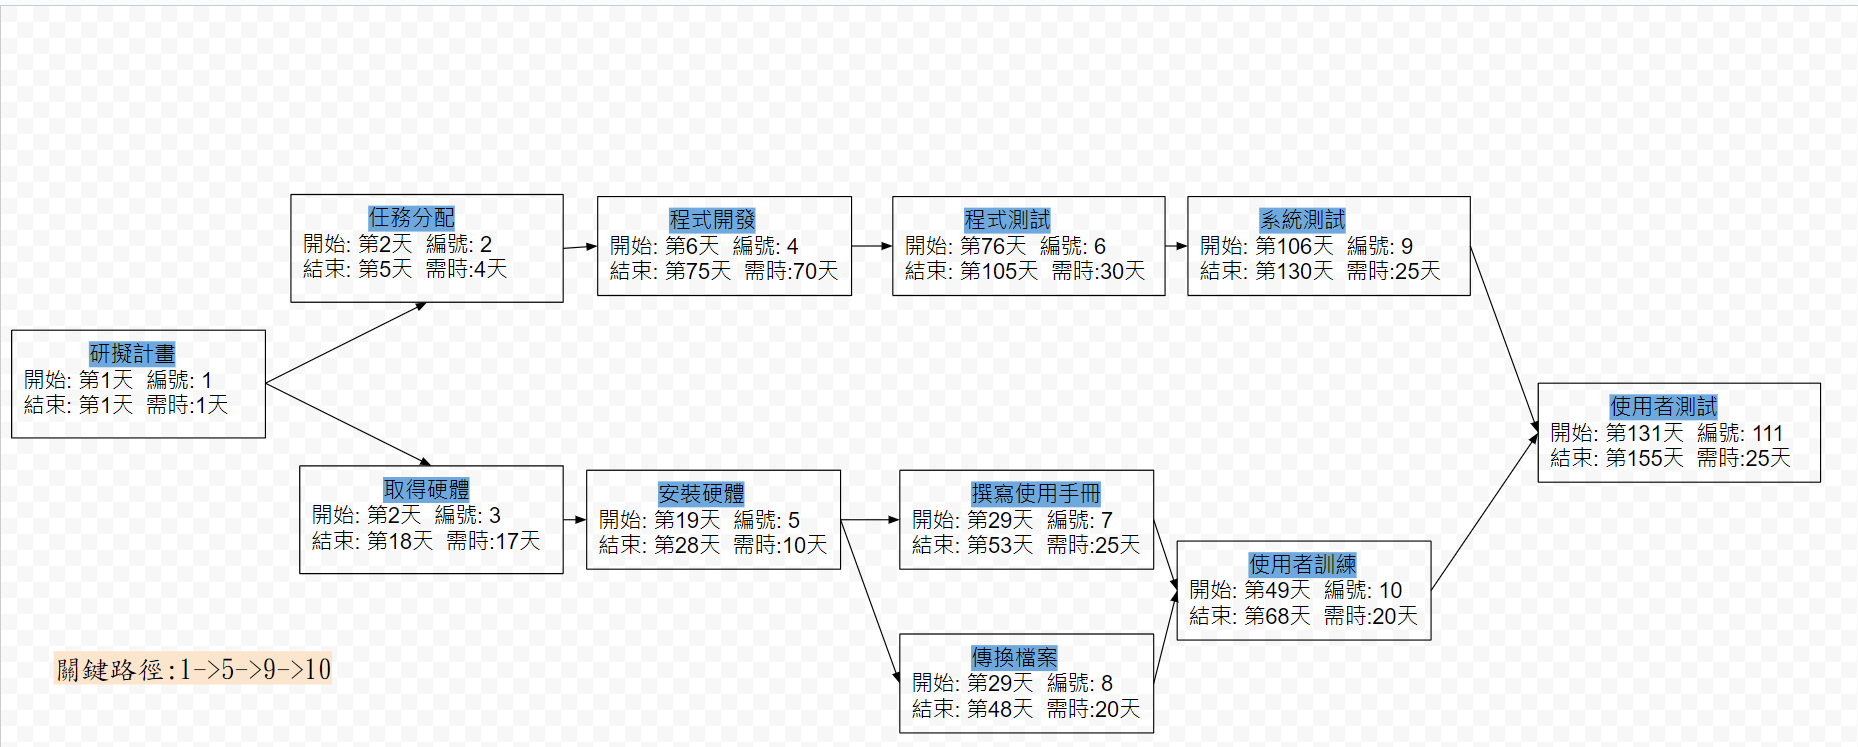 任務分配
開始: 第2天 編號: 2
結束: 第5天 需時:4天
程式開發
開始: 第6天 編號: 4
結束: 第75天 需時:70天
程式測試
開始: 第76天 編號: 6
結束: 第105天 需時:30天
系統測試
開始: 第106天 編號: 9
結束: 第130天 需時:25天
研擬計畫
開始: 第1天 編號: 1
結束: 第1天 需時:1天
使用者測試
開始: 第131天 編號: 111
結束: 第155天 需時:25天
取得硬體
開始: 第2天 編號: 3
結束: 第18天 需時:17天
安裝硬體
開始: 第19天 編號: 5
結束: 第28天 需時:10天
撰寫使用手冊
開始: 第29天 編號: 7
結束: 第53天 需時:25天
使用者訓練
開始: 第49天 編號: 10
結束: 第68天 需時:20天
傳換檔案
開始: 第29天 編號: 8
結束: 第48天 需時:20天
關鍵路徑:1->5->9->10